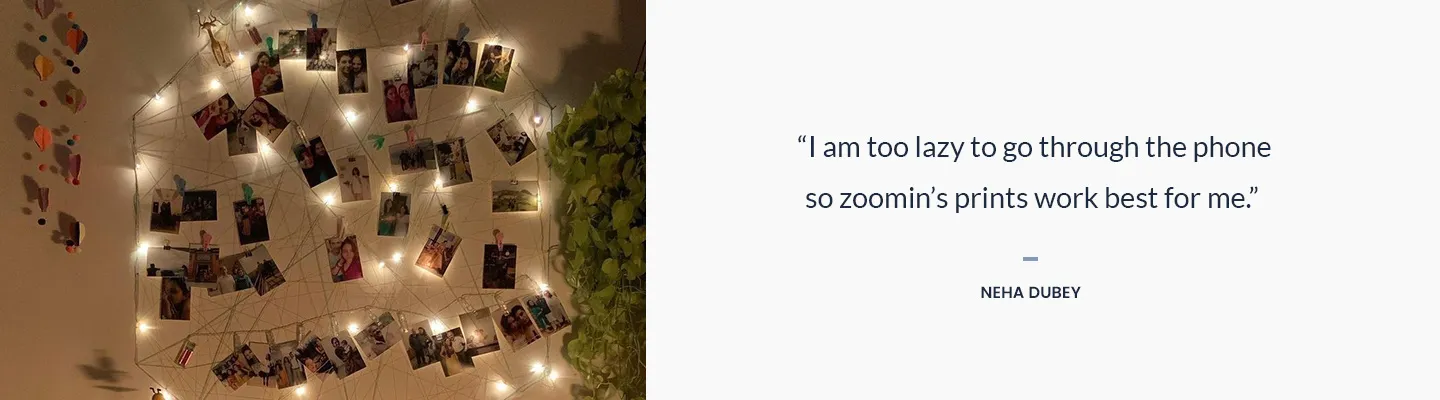 “I am too lazy to go through the phone
so zoomin’s prints work best for me.”
NEHA DUBEY